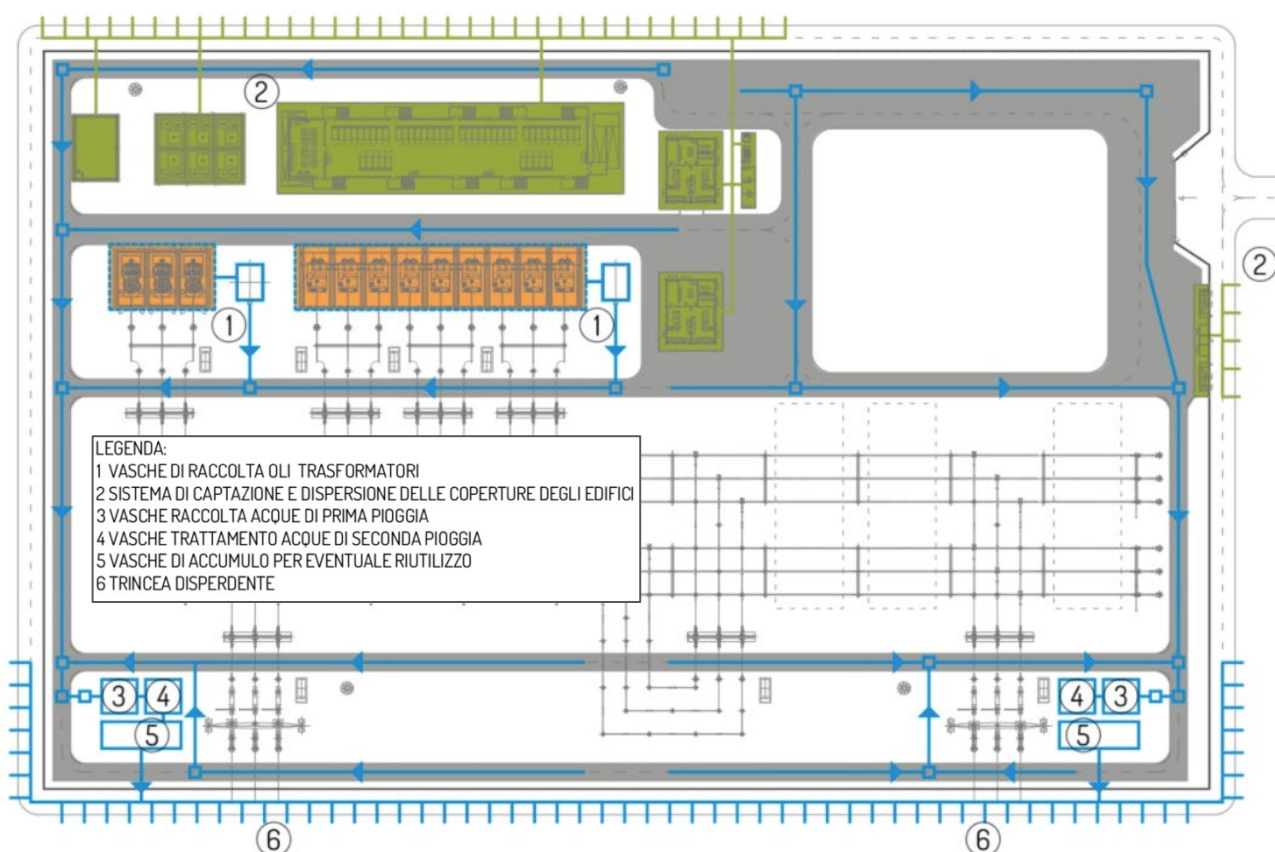 2
2
1
1
LEGENDA:
1 VASCHE DI RACCOLTA OLI TRASFORMATORI
2 SISTEMA DI CAPTAZIONE E DISPERSIONE DELLE COPERTURE DEGLI EDIFICI
3 VASCHE RACCOLTA ACQUE DI PRIMA PIOGGIA
4 VASCHE TRATTAMENTO ACQUE DI SECONDA PIOGGIA
5 VASCHE DI ACCUMULO PER EVENTUALE RIUTILIZZO
6 TRINCEA DISPERDENTE
3 4 4 3
5 5
6 6